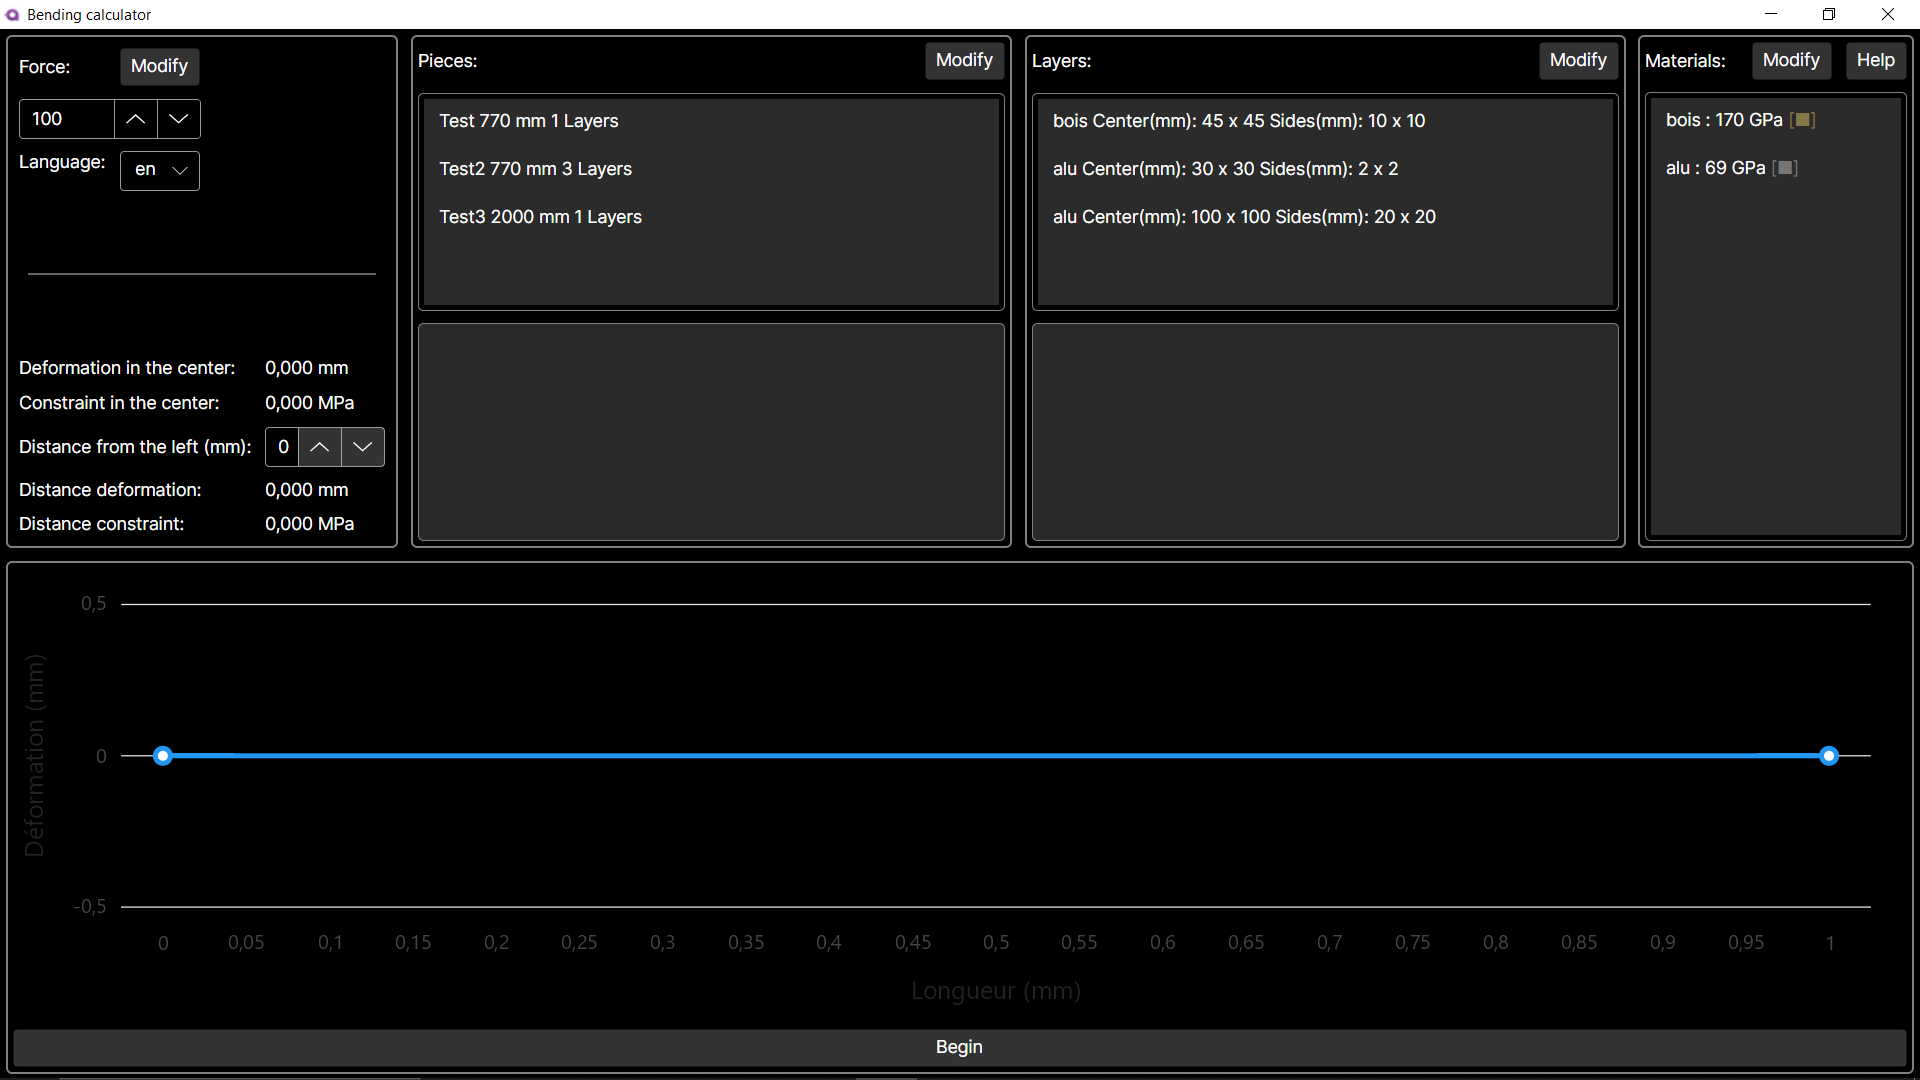 Bending calculator
Force:
Modify
100
Language:
en
Deformation in the center: 0,000 mm
Constraint in the center: 0,000 MPa
Distance from the left (mm): 0
Distance deformation: 0,000 mm
Distance constraint: 0,000 MPa
Pieces:
Modify
Test 770 mm 1 Layers
Test2 770 mm 3 Layers
Test3 2000 mm 1 Layers
Layers:
Modify
bois Center(mm): 45 x 45 Sides(mm): 10 x 10
alu Center(mm): 30 x 30 Sides(mm): 2 x 2
alu Center(mm): 100 x 100 Sides(mm): 20 x 20
Materials:
Modify
Help
bois : 170 GPa [■]
alu : 69 GPa [■]
Déformation (mm)
0,5
0
-0,5
0 0,05 0,1 0,15 0,2 0,25 0,3 0,35 0,4 0,45 0,5 0,55 0,6 0,65 0,7 0,75 0,8 0,85 0,9 0,95 1
Longueur (mm)
Begin